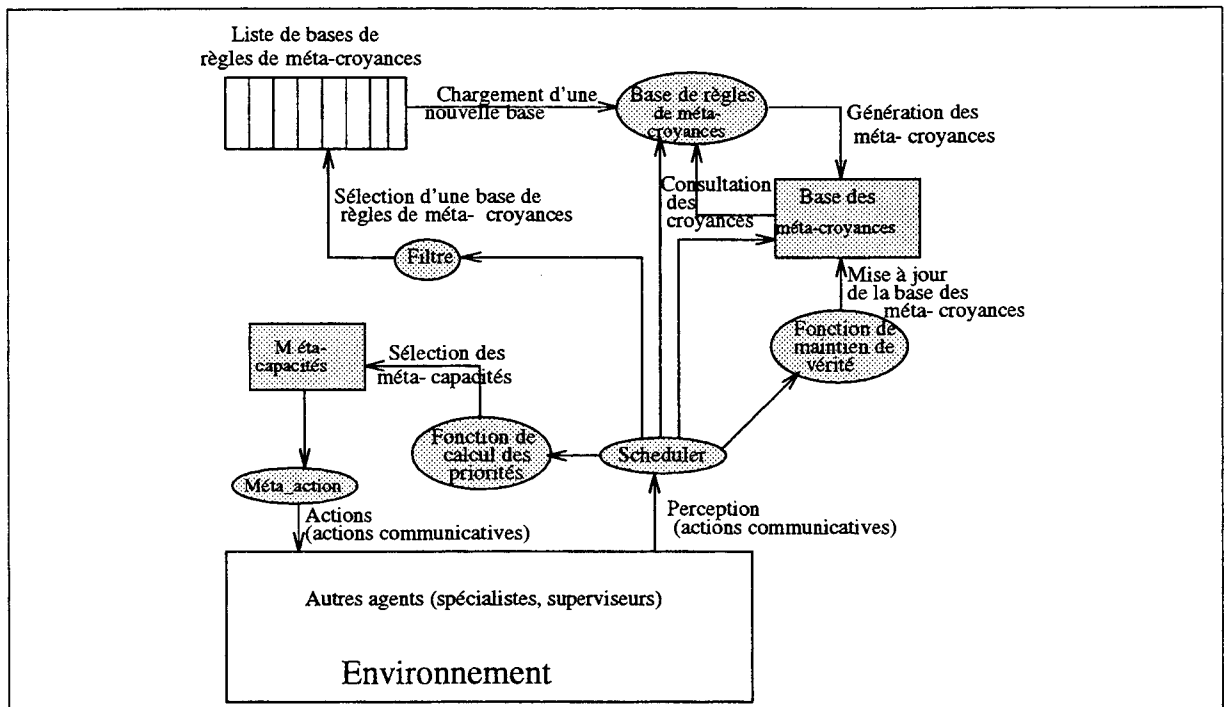 Liste de bases de
règles de méta-croyances
Chargement d'une
nouvelle base
Base de règles
de méta-
croyances
Génération des
méta- croyances
Sélection d'une base de
règles de méta- croyances
Consultation
des
croyances
Base des
méta-croyances
Filtre
Mise à jour
de la base des
méta- croyances
Fonction de
maintien de
vérité
M éta-
capacités
Sélection des
méta- capacités
Fonction de
calcul des
priorités
Scheduler
Méta_action
Actions
(actions communicatives)
Perception
(actions communicatives)
Autres agents (spécialistes, superviseurs)
Environnement